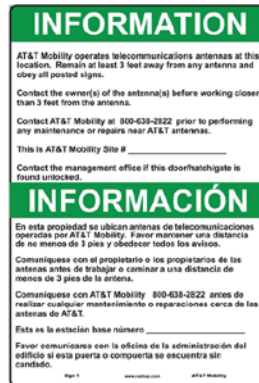 INFORMATION
AT&T Mobility operates telecommunications antennas at this
location. Remain at least 3 feet away from any antenna and
obey all posted signs.
Contact the owner(s) of the antenna(s) before working closer
than 3 feet from the antenna.
Contact AT&T Mobility at 800-638-2822 prior to performing
any maintenance or repairs near AT&T antennas.
This is AT&T Mobility Site #
Contact the management office if this door/hatch/gate is
found unlocked.
INFORMACIÓN
En esta propiedad se ubican antenas de telecomunicaciones
operadas por AT&T Mobility. Favor mantener una distancia
de no menos de 3 pies y obedecer todos los avisos.
Comuníquese con el propietario o los propietarios de las
antenas antes de trabajar o caminar a una distancia de
menos de 3 pies de la antena.
Comuníquese con AT&T Mobility 800-638-2822 antes de
realizar cualquier mantenimiento o reparaciones cerca de las
antenas de AT&T.
Esta es la estación base número
Favor comunicarse con la oficina de la administración del
edificio si esta puerta o compuerta se encuentra sin
candado.
Sign 1 AT&T Mobility